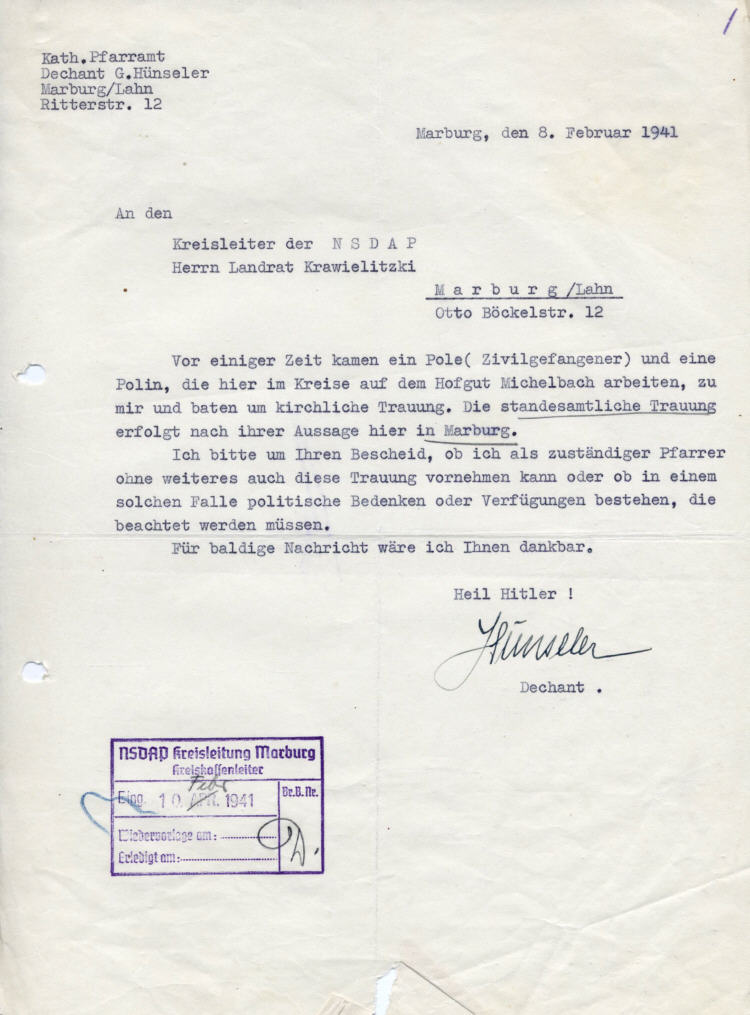 1
Kath.Pfarramt
Dechant G.Hünseler
Marburg/Lahn
Ritterstr. 12
Marburg, den 8. Februar 1941
An den
Kreisleiter der N S D A P
Herrn Landrat Krawielitzki
M a r b u r g /Lahn
Otto Böckelstr. 12
Vor einiger Zeit kamen ein Pole( Zivilgefangener) und eine
Polin, die hier im Kreise auf dem Hofgut Michelbach arbeiten, zu
mir und baten um kirchliche Trauung. Die standesamtliche Trauung
erfolgt nach ihrer Aussage hier in Marburg.
Ich bitte um Ihren Bescheid, ob ich als zuständiger Pfarrer
ohne weiteres auch diese Trauung vornehmen kann oder ob in einem
solchen Falle politische Bedenken oder Verfügungen bestehen, die
beachtet werden müssen.
Für baldige Nachricht wäre ich Ihnen dankbar.
Heil Hitler !
Hünseler
Dechant .
NSDAP Kreisleitung Marburg
Kreiskassenleiter
Febr
Eing. 10. APR. 1941
Br.B.Nr.
Wiedervorlage am:
Erledigt am: